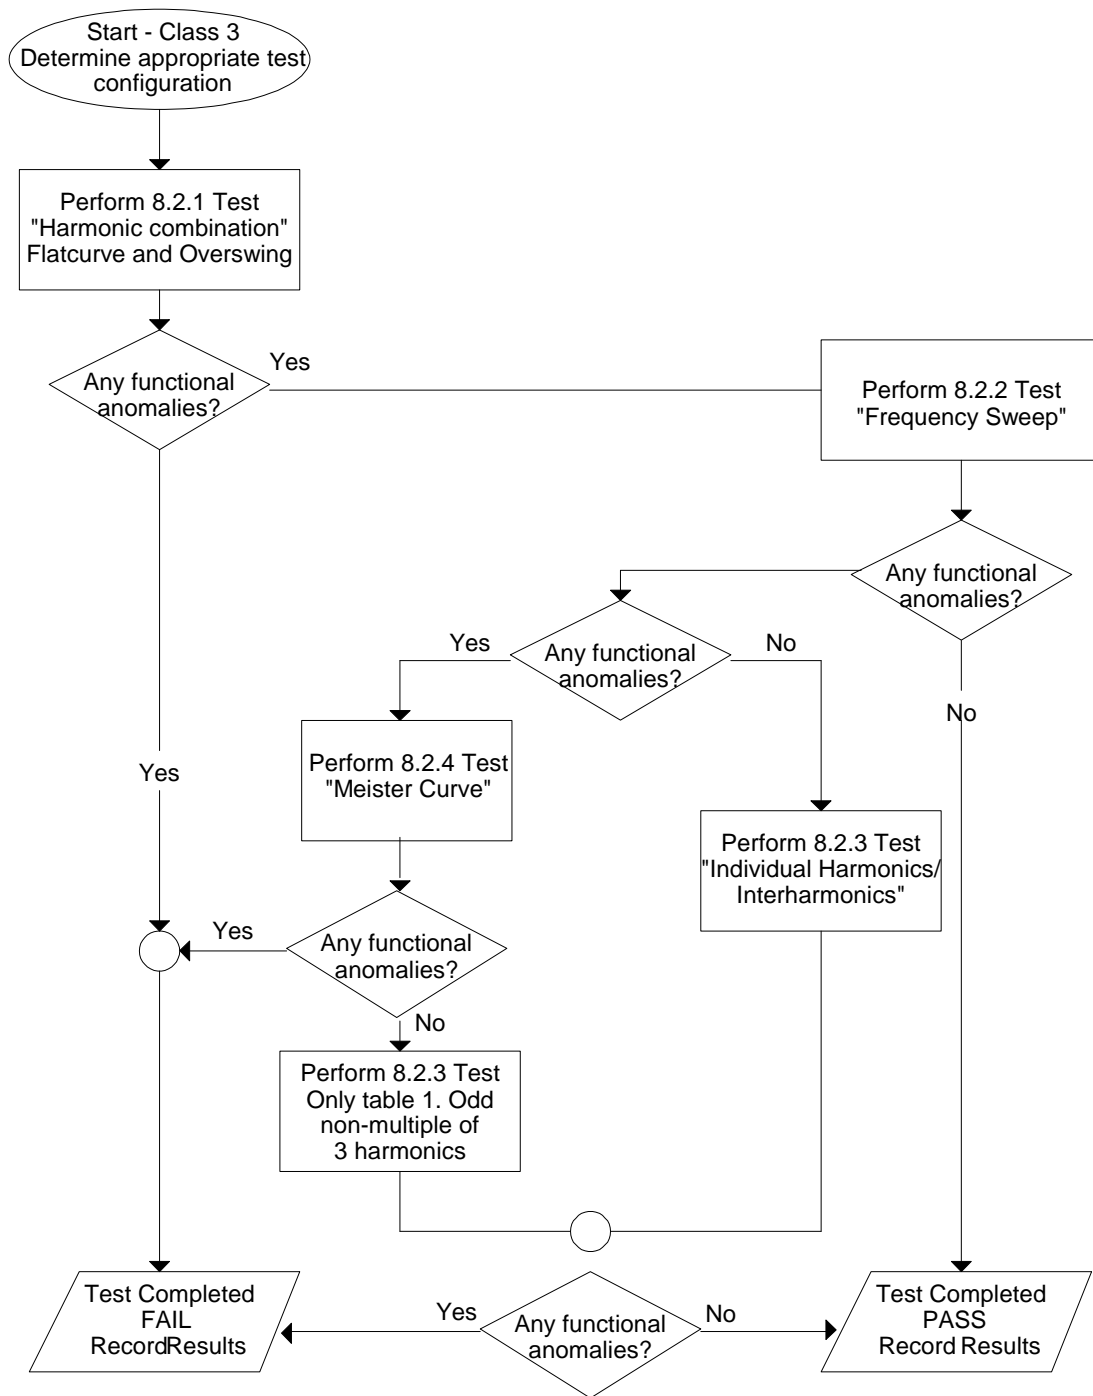 Start - Class 3
Determine appropriate test
configuration
Perform 8.2.1 Test
"Harmonic combination"
Flatcurve and Overswing
Any functional
anomalies?
Yes
Perform 8.2.2 Test
"Frequency Sweep"
Any functional
anomalies?
Yes
Any functional
anomalies?
No
No
Perform 8.2.4 Test
"Meister Curve"
Yes
Perform 8.2.3 Test
"Individual Harmonics/
Interharmonics"
Yes
Any functional
anomalies?
No
Perform 8.2.3 Test
Only table 1. Odd
non-multiple of
3 harmonics
Test Completed
FAIL
RecordResults
Yes
Any functional
anomalies?
No
Test Completed
PASS
Record Results